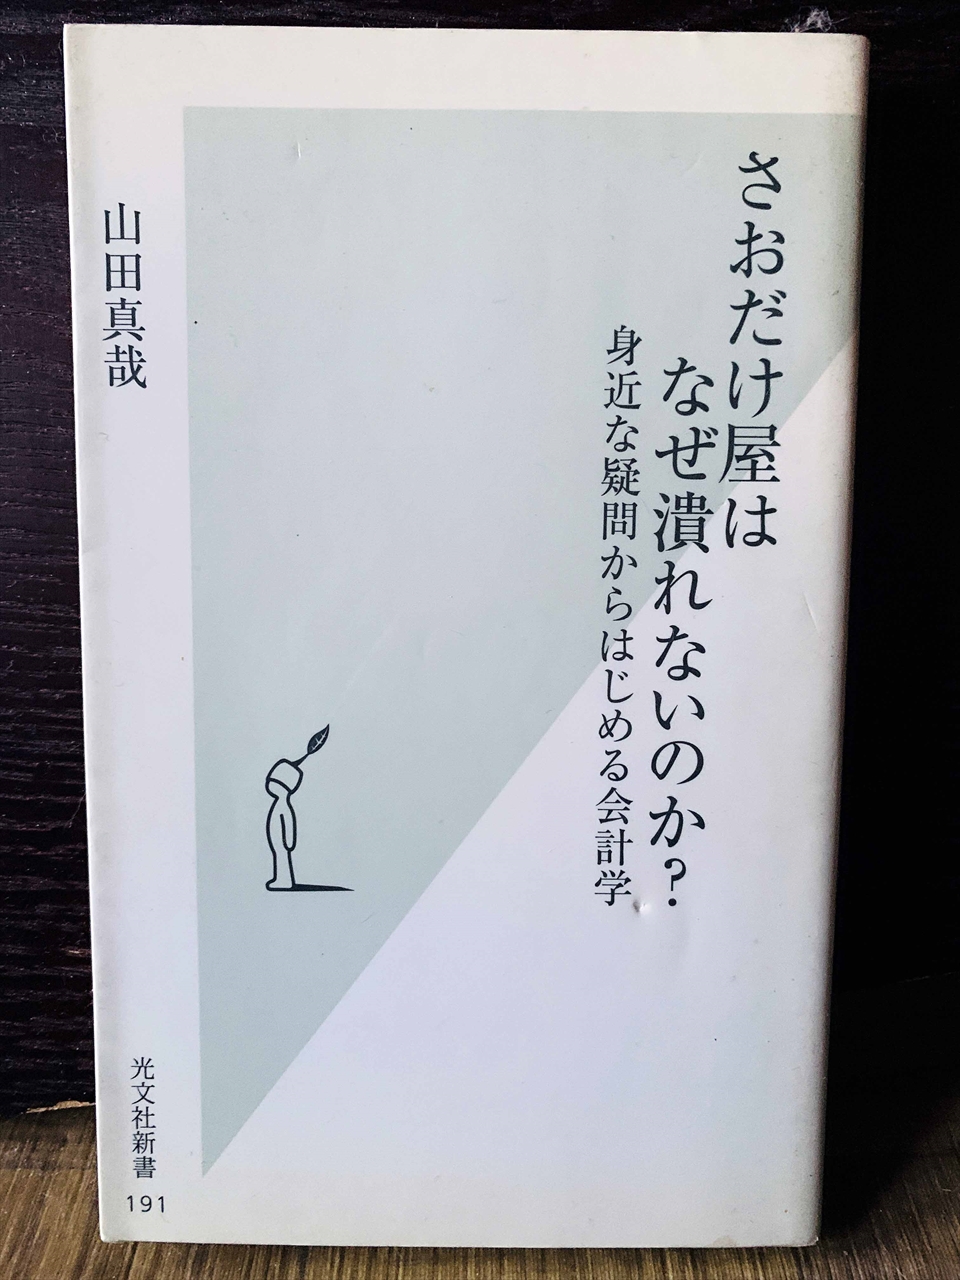 さおだけ屋は
なぜ潰れないのか?
身近な疑問からはじめる会計学
山田真哉
光文社新書
191